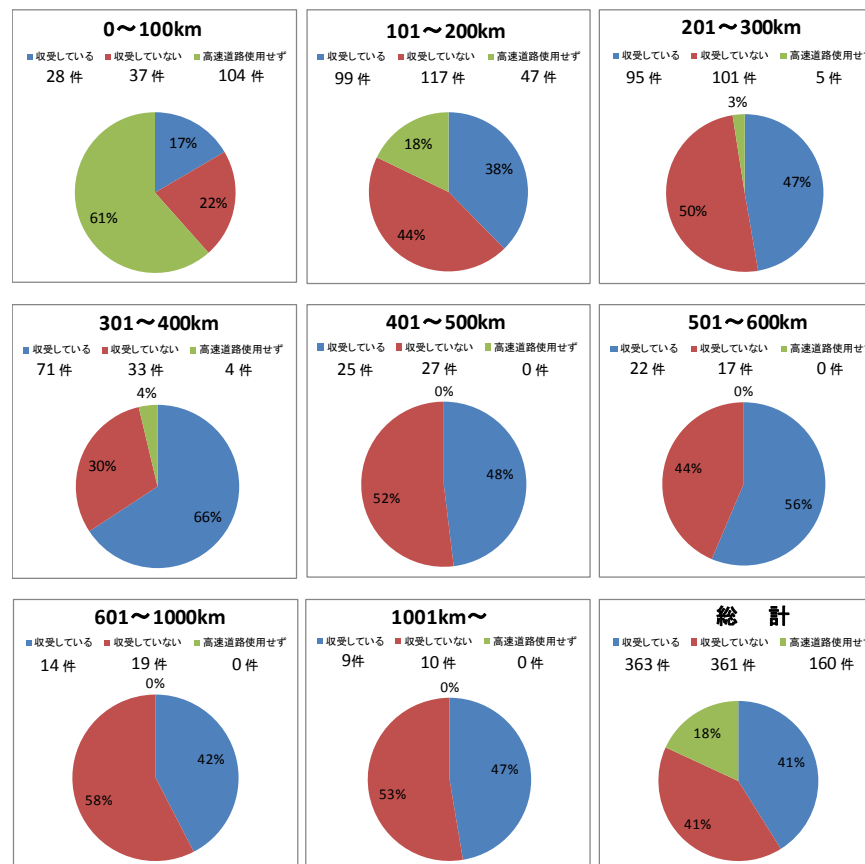 0～100km
収受している 収受していない 高速道路使用せず
28 件 37 件 104 件
17%
22%
61%
101～200km
収受している 収受していない 高速道路使用せず
99 件 117 件 47 件
18%
38%
44%
201～300km
収受している 収受していない 高速道路使用せず
95 件 101 件 5 件
3%
47%
50%
301～400km
収受している 収受していない 高速道路使用せず
71 件 33 件 4 件
4%
30%
66%
401～500km
収受している 収受していない 高速道路使用せず
25 件 27 件 0 件
0%
48%
52%
501～600km
収受している 収受していない 高速道路使用せず
22 件 17 件 0 件
0%
44%
56%
601～1000km
収受している 収受していない 高速道路使用せず
14 件 19 件 0 件
0%
42%
58%
1001km～
収受している 収受していない 高速道路使用せず
9件 10 件 0 件
0%
47%
53%
総 計
収受している 収受していない 高速道路使用せず
363 件 361 件 160 件
18%
41%
41%